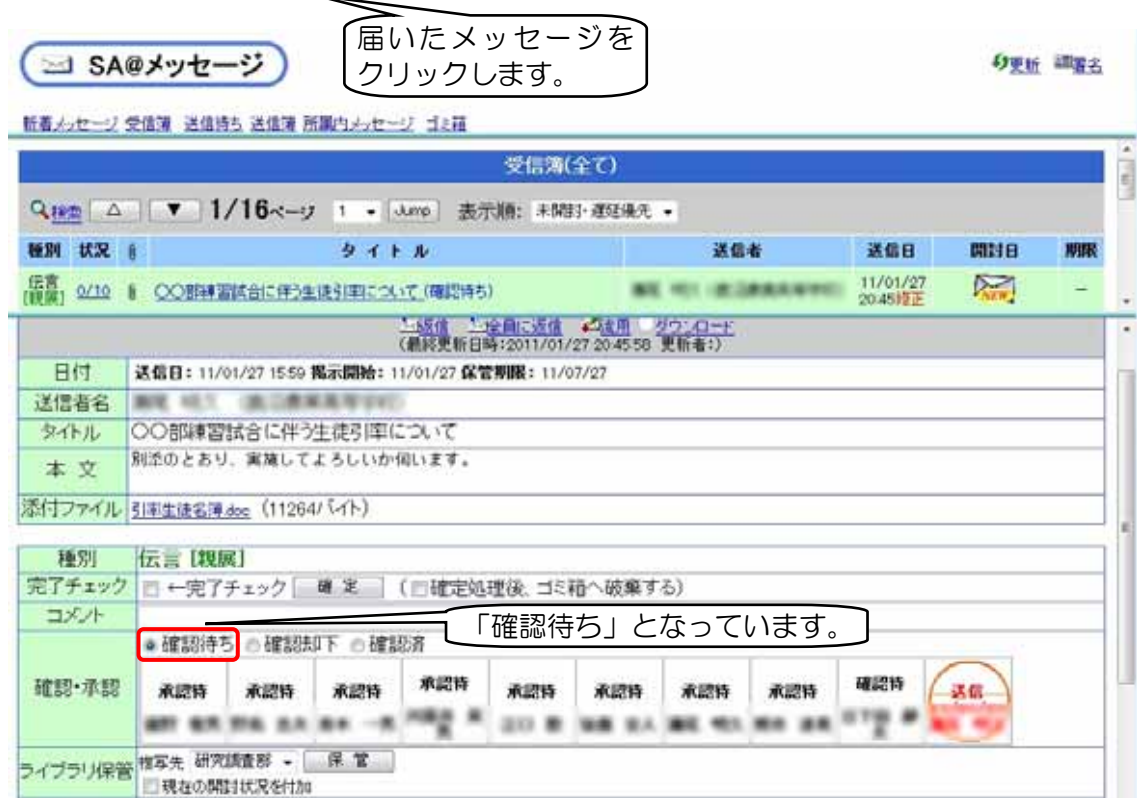 届いたメッセージを
クリックします。
SA@メッセージ
更新 署名
新着メッセージ 受信簿 送信待ち 送信簿 所属内メッセージ ゴミ箱
受信簿(全て)
検索 △ ▼ 1/16ページ 1 Jump 表示順: 未開封・遅延優先
種別 状況 タイトル 送信者 送信日 開封日 期限
伝言 [親展] 0/10 〇〇部練習試合に伴う生徒引率について(確認待ち) 11/01/27 20:45修正 NEW －
返信 全員に返信 流用 ダウンロード
(最終更新日時:2011/01/27 20:45:58 更新者:)
日付 送信日: 11/01/27 15:59 掲示開始: 11/01/27 保管期限: 11/07/27
送信者名
タイトル 〇〇部練習試合に伴う生徒引率について
本 文 別添のとおり、実施してよろしいか伺います。
添付ファイル 引率生徒名簿.doc (11264バイト)
種別 伝言 [親展]
完了チェック ←完了チェック 確 定 (確定処理後、ゴミ箱へ破棄する)
コメント
「確認待ち」となっています。
確認待ち 確認却下 確認済
確認・承認 承認待 承認待 承認待 承認待 承認待 承認待 承認待 承認待 確認待 送信
ライブラリ保管 複写先 研究調査部 保 管
現在の開封状況を付加